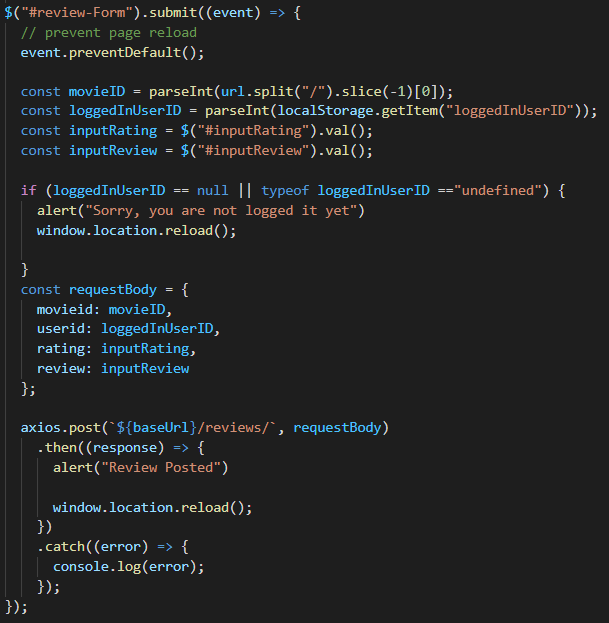 $("#review-Form").submit((event) => {
// prevent page reload
event.preventDefault();
const movieID = parseInt(url.split("/").slice(-1)[0]);
const loggedInUserID = parseInt(localStorage.getItem("loggedInUserID"));
const inputRating = $("#inputRating").val();
const inputReview = $("#inputReview").val();
if (loggedInUserID == null || typeof loggedInUserID =="undefined") {
alert("Sorry, you are not logged it yet")
window.location.reload();
}
const requestBody = {
movieid: movieID,
userid: loggedInUserID,
rating: inputRating,
review: inputReview
};
axios.post(`${baseUrl}/reviews/`, requestBody)
.then((response) => {
alert("Review Posted")
window.location.reload();
})
.catch((error) => {
console.log(error);
});
});